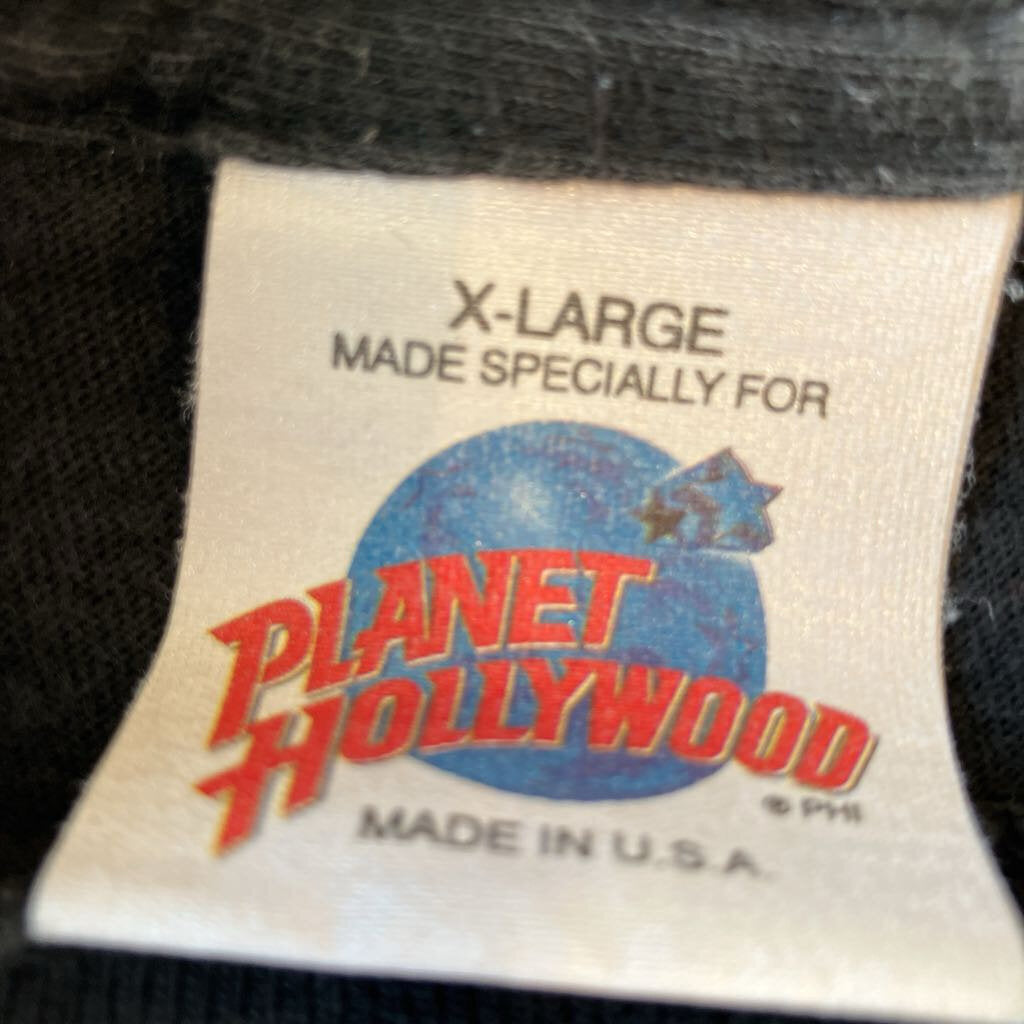 X-LARGE
MADE SPECIALLY FOR
PLANET
HOLLYWOOD
© PHI
MADE IN U.S.A.